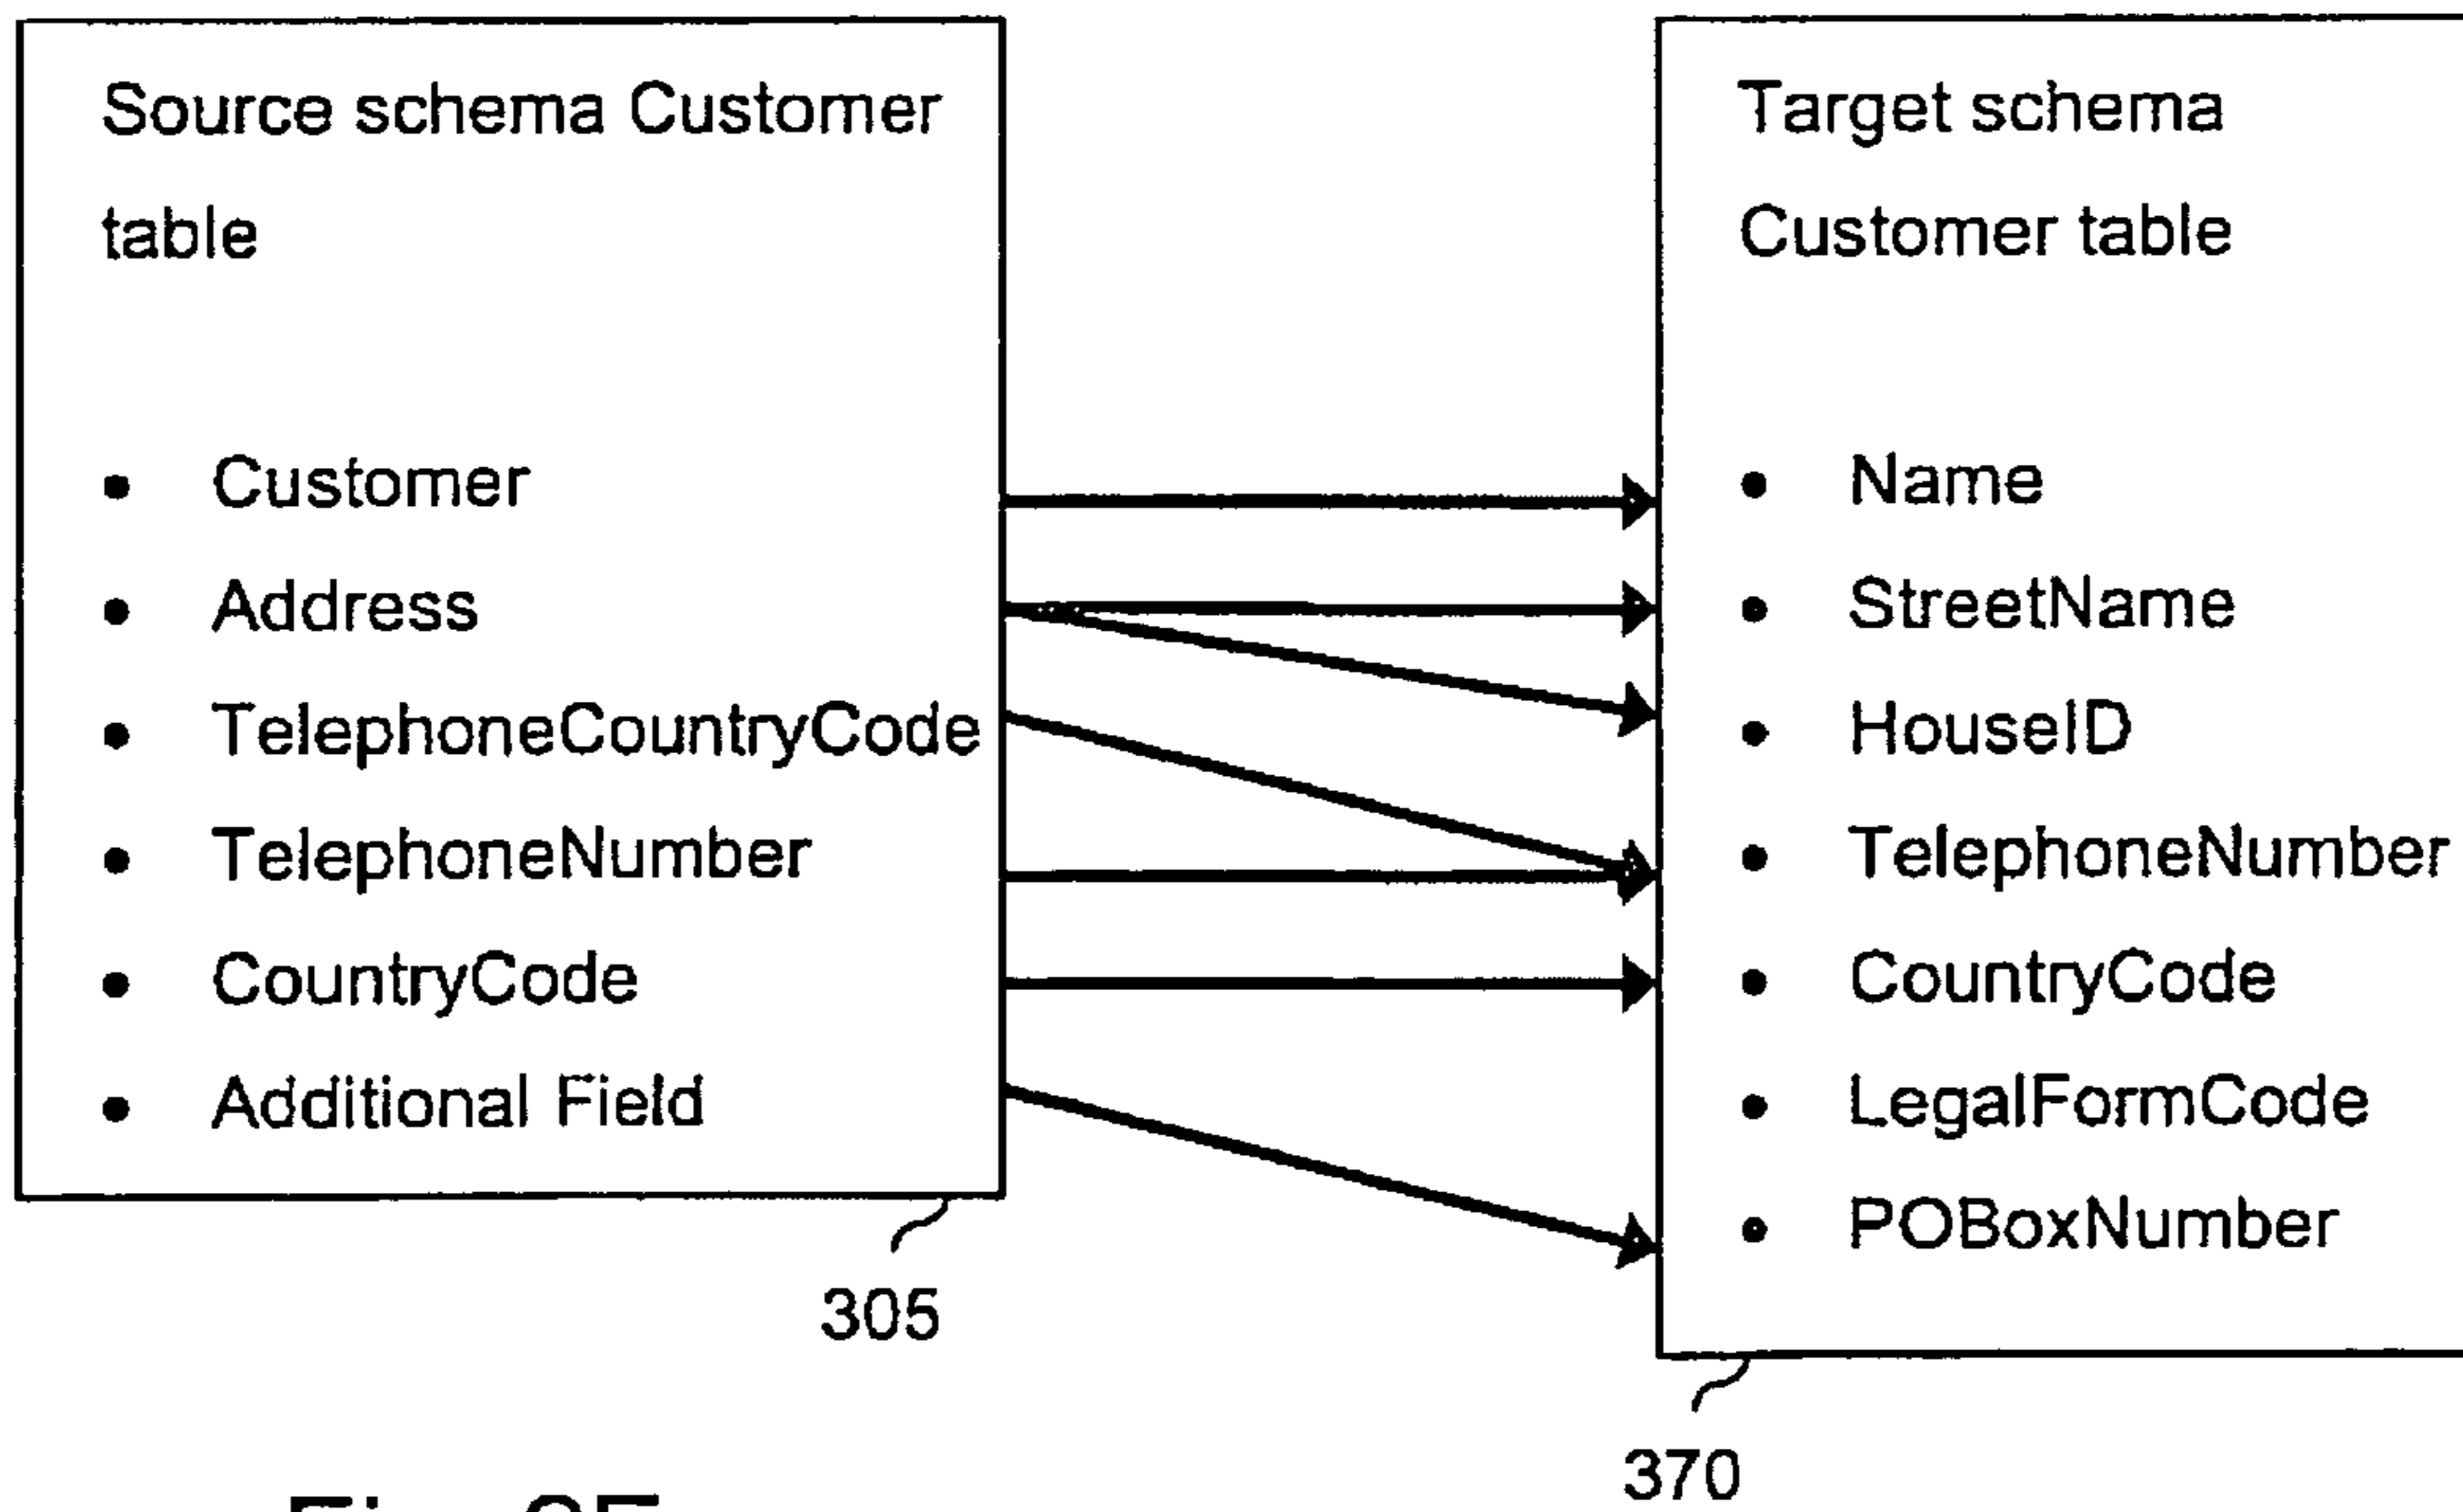 Source schema Customer
table
• Customer
• Address
• TelephoneCountryCode
• TelephoneNumber
• CountryCode
• Additional Field
305
Target schema
Customer table
• Name
• StreetName
• HouseID
• TelephoneNumber
• CountryCode
• LegalFormCode
• POBoxNumber
370